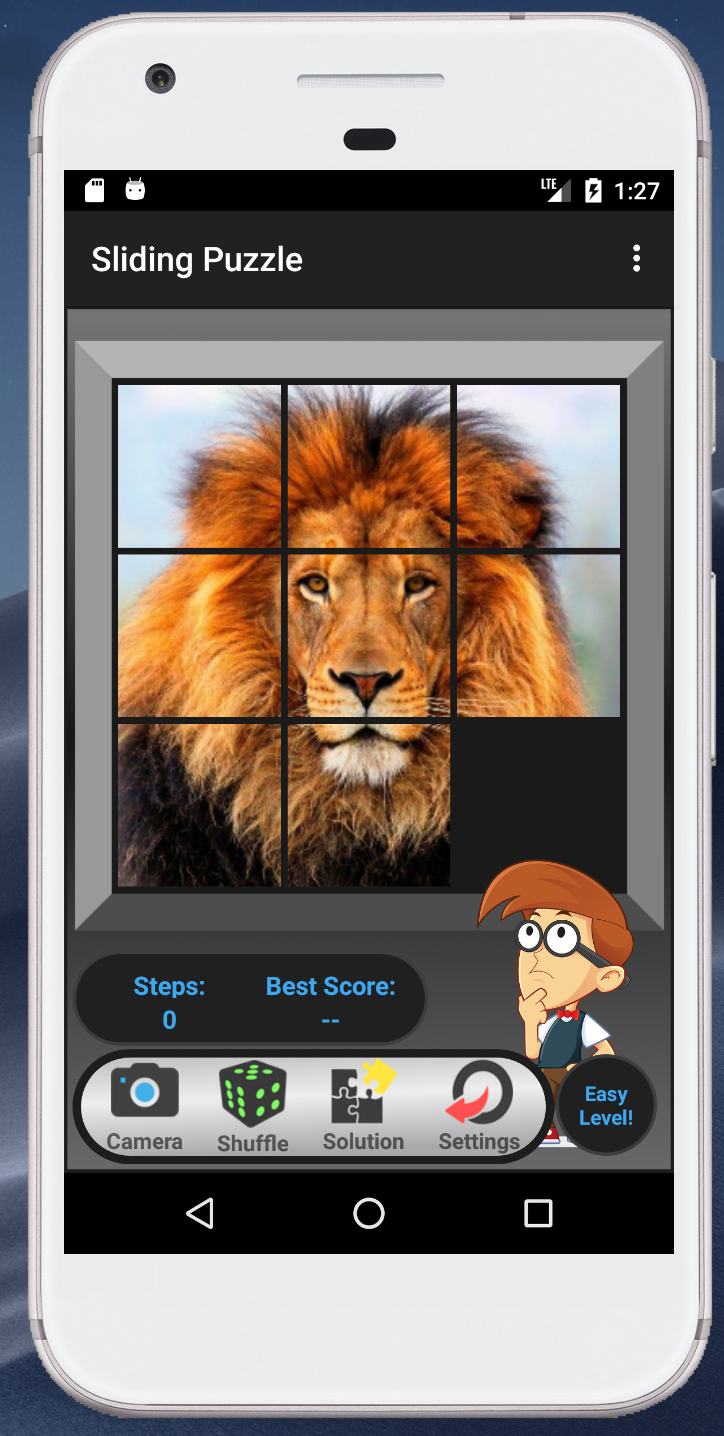 LTE 1:27
Sliding Puzzle
Steps: Best Score:
0 --
Easy
Level!
Camera Shuffle Solution Settings